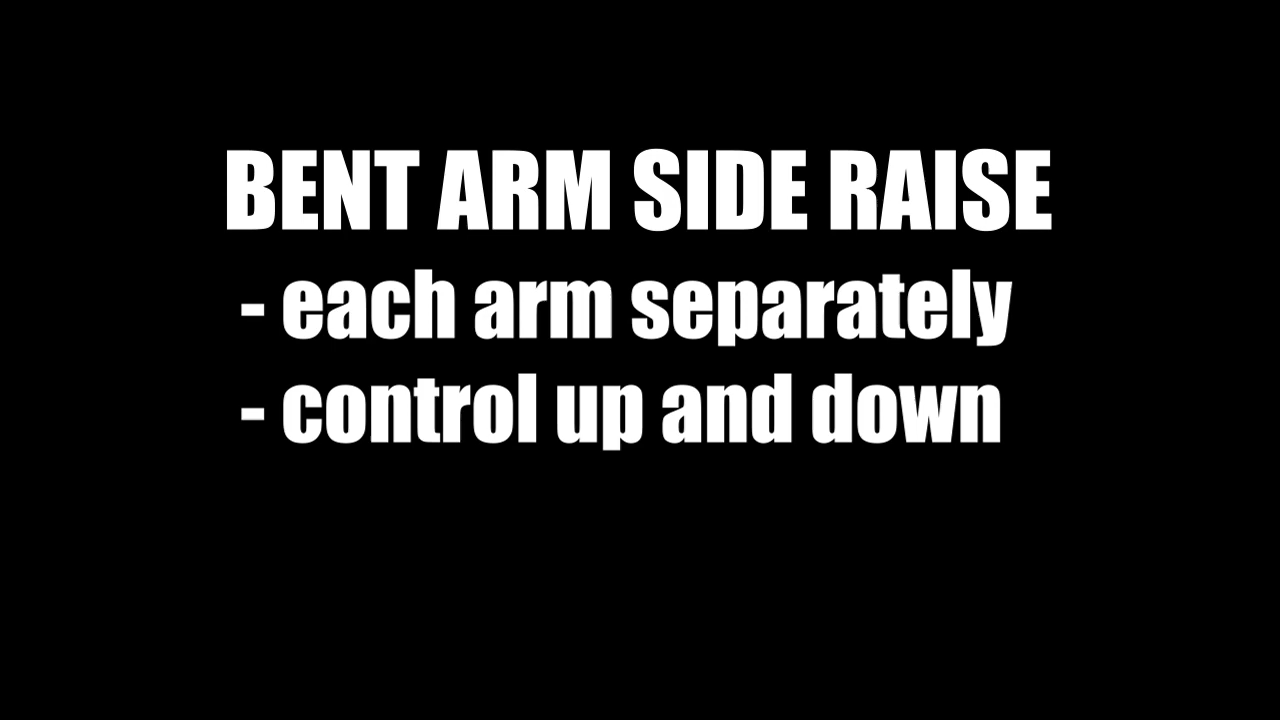 BENT ARM SIDE RAISE
- each arm separately
- control up and down